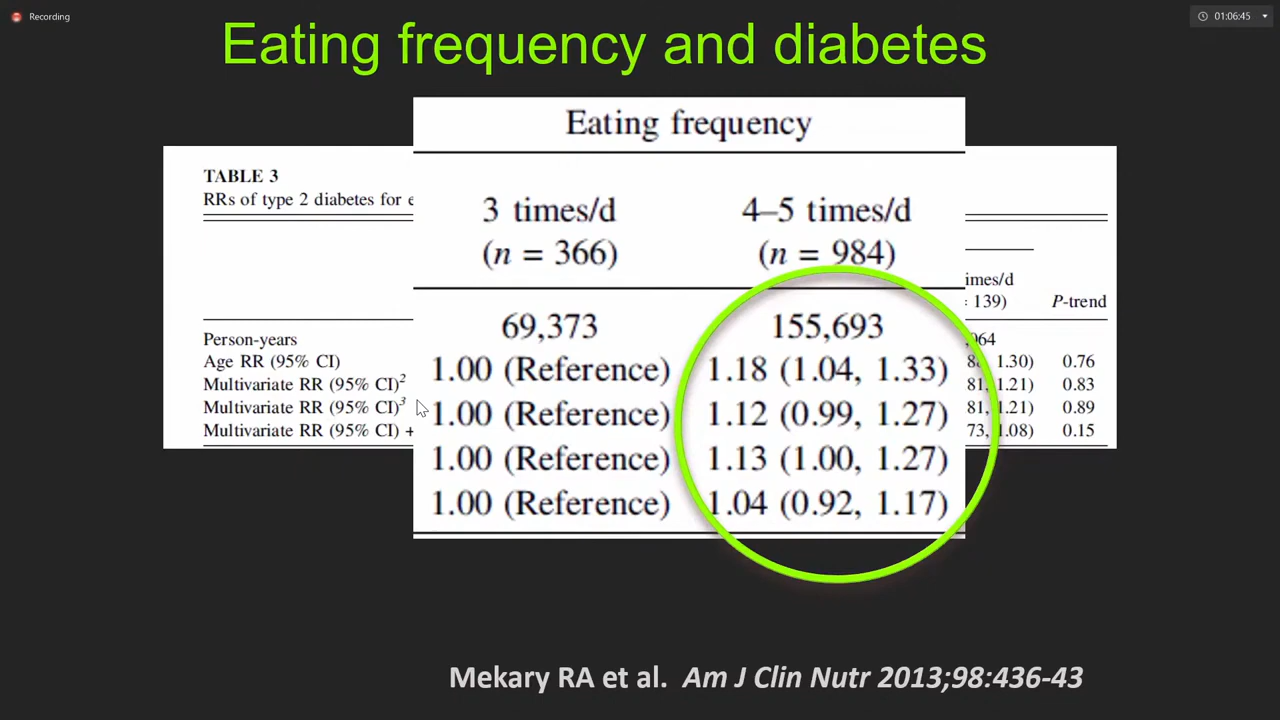 Recording
01:06:45
Eating frequency and diabetes
Eating frequency
TABLE 3
RRs of type 2 diabetes for
3 times/d 4–5 times/d
(n = 366) (n = 984)
imes/d
139) P-trend
69,373 155,693
Person-years
Age RR (95% CI)
Multivariate RR (95% CI)2
Multivariate RR (95% CI)3
Multivariate RR (95% CI) +
1.00 (Reference) 1.18 (1.04, 1.33)
1.00 (Reference) 1.12 (0.99, 1.27)
1.00 (Reference) 1.13 (1.00, 1.27)
1.00 (Reference) 1.04 (0.92, 1.17)
,064
1.30) 0.76
81, 1.21) 0.83
81, 1.21) 0.89
73, 1.08) 0.15
Mekary RA et al. Am J Clin Nutr 2013;98:436-43